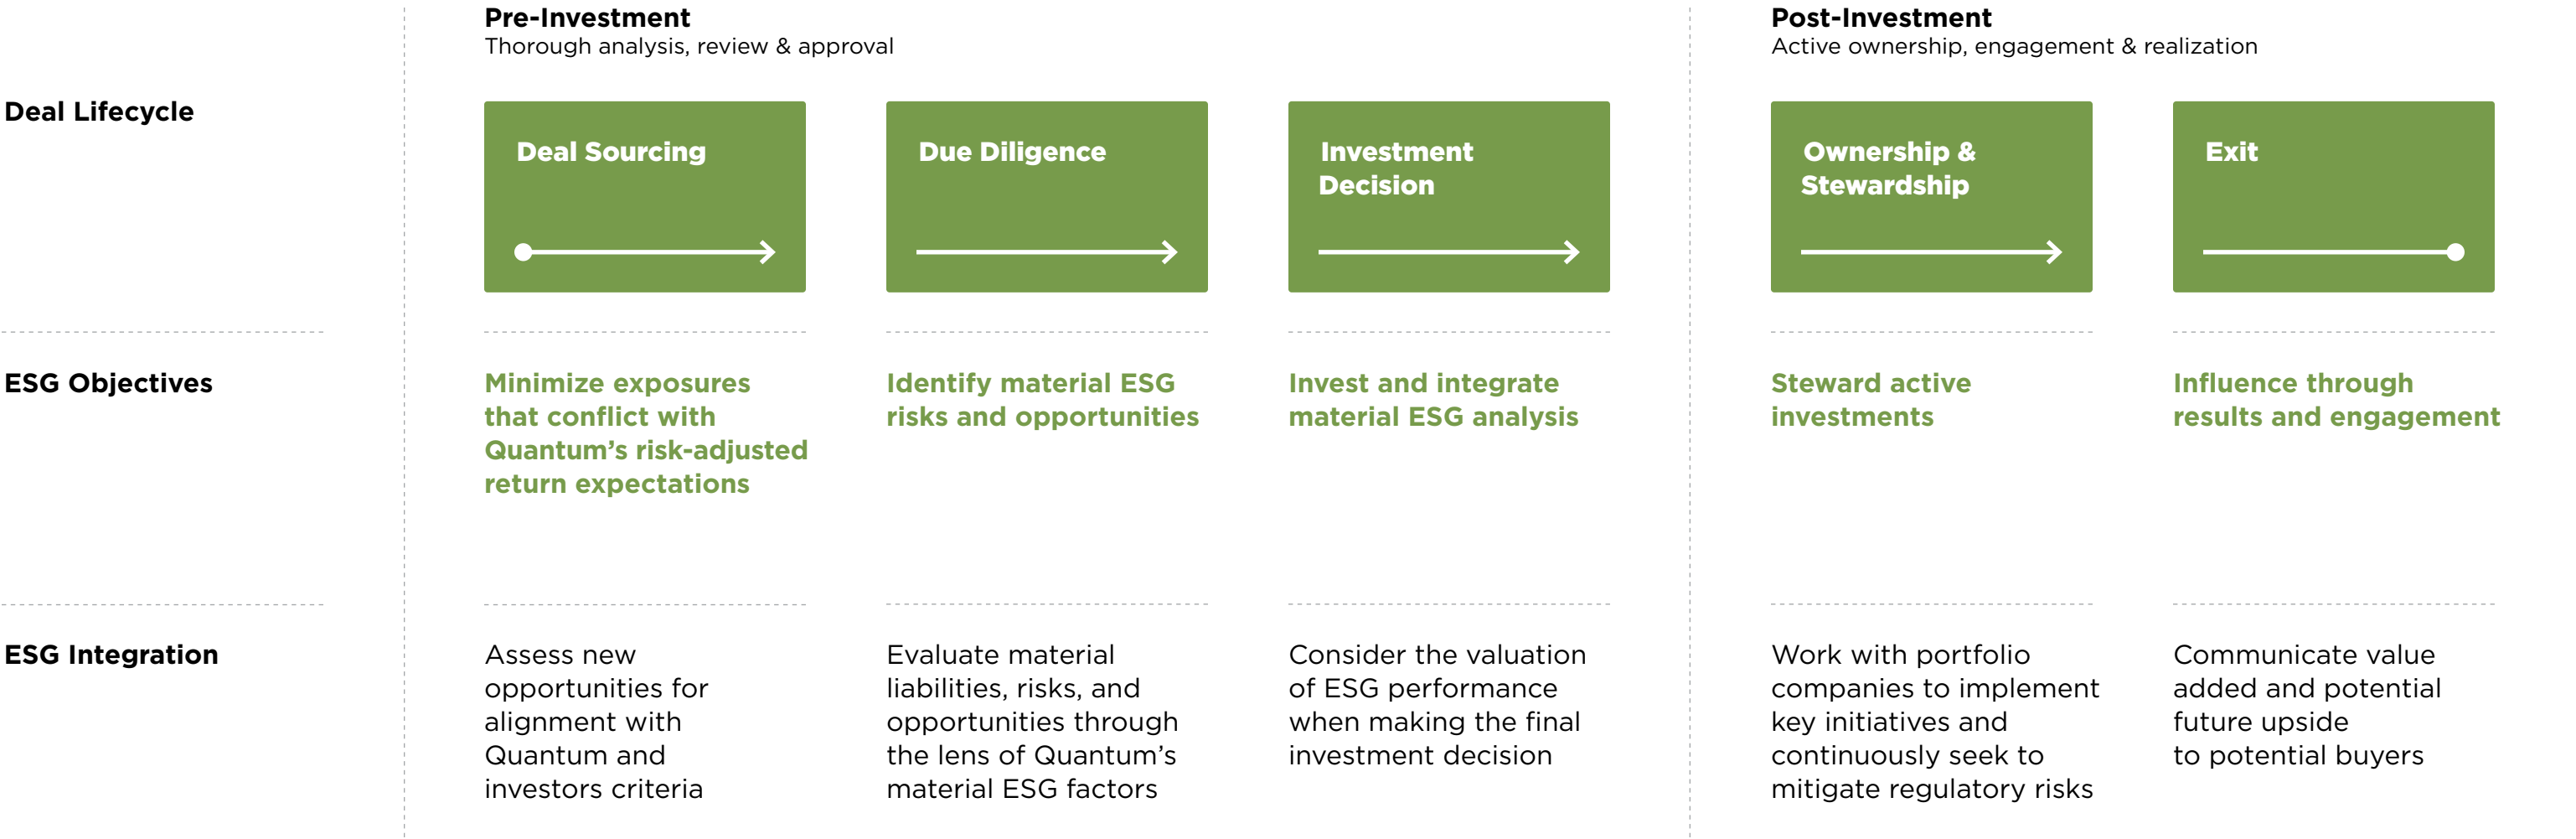 Pre-Investment
Thorough analysis, review & approval
Post-Investment
Active ownership, engagement & realization
Deal Lifecycle
Deal Sourcing
Due Diligence
Investment
Decision
Ownership &
Stewardship
Exit
ESG Objectives
Minimize exposures
that conflict with
Quantum’s risk-adjusted
return expectations
Identify material ESG
risks and opportunities
Invest and integrate
material ESG analysis
Steward active
investments
Influence through
results and engagement
ESG Integration
Assess new
opportunities for
alignment with
Quantum and
investors criteria
Evaluate material
liabilities, risks, and
opportunities through
the lens of Quantum’s
material ESG factors
Consider the valuation
of ESG performance
when making the final
investment decision
Work with portfolio
companies to implement
key initiatives and
continuously seek to
mitigate regulatory risks
Communicate value
added and potential
future upside
to potential buyers